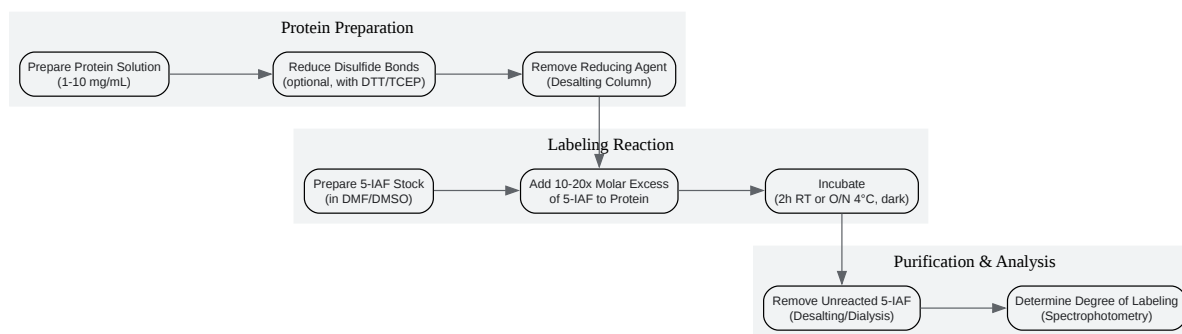 Protein Preparation
Prepare Protein Solution
(1-10 mg/mL)
Reduce Disulfide Bonds
(optional, with DTT/TCEP)
Remove Reducing Agent
(Desalting Column)
Labeling Reaction
Prepare 5-IAF Stock
(in DMF/DMSO)
Add 10-20x Molar Excess
of 5-IAF to Protein
Incubate
(2h RT or O/N 4°C, dark)
Purification & Analysis
Remove Unreacted 5-IAF
(Desalting/Dialysis)
Determine Degree of Labeling
(Spectrophotometry)